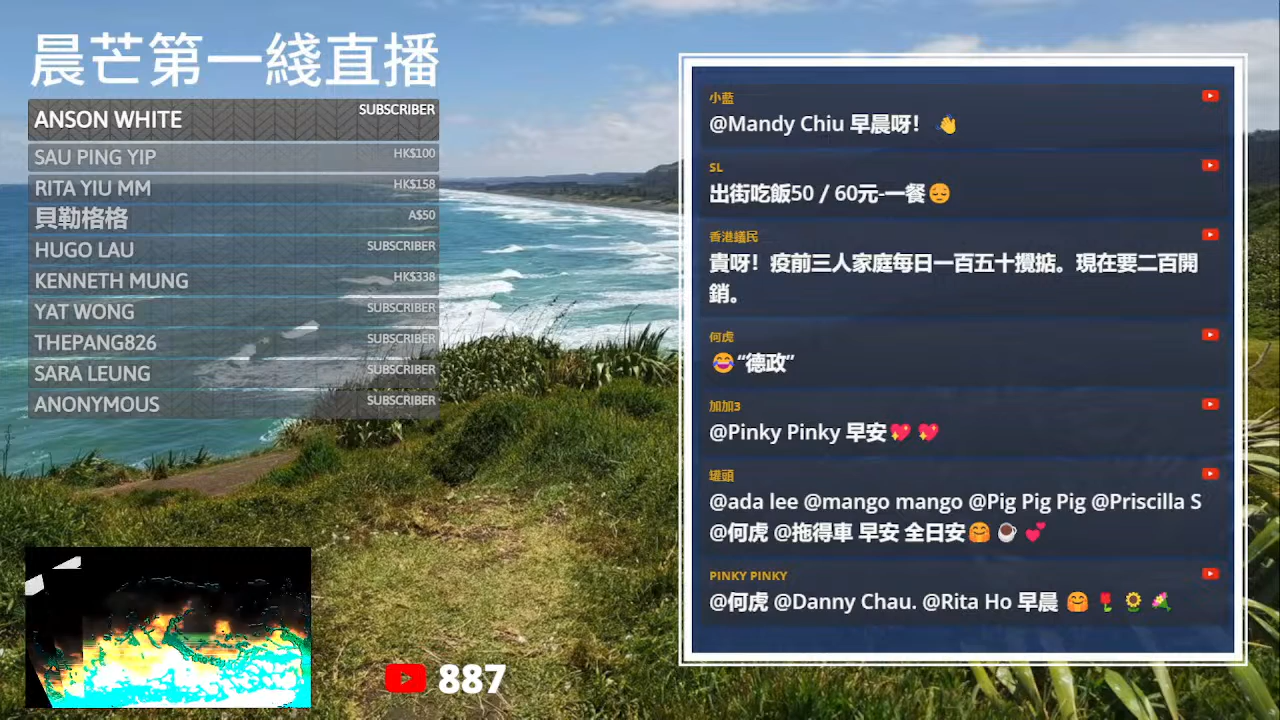 晨芒第一綫直播
ANSON WHITE SUBSCRIBER
SAU PING YIP HK$100
RITA YIU MM HK$158
貝勒格格 A$50
HUGO LAU SUBSCRIBER
KENNETH MUNG HK$338
YAT WONG SUBSCRIBER
THEPANG826 SUBSCRIBER
SARA LEUNG SUBSCRIBER
ANONYMOUS SUBSCRIBER
887
小藍
@Mandy Chiu 早晨呀! 👋
SL
出街吃飯50 / 60元-一餐😔
香港蟻民
貴呀! 疫前三人家庭每日一百五十攪掂。現在要二百開
銷。
何虎
😂“德政”
加加3
@Pinky Pinky 早安💖 💖
罐頭
@ada lee @mango mango @Pig Pig Pig @Priscilla S
@何虎 @拖得車 早安 全日安🤗 ☕ 💕
PINKY PINKY
@何虎 @Danny Chau. @Rita Ho 早晨 🤗 🌷 🌻 💐